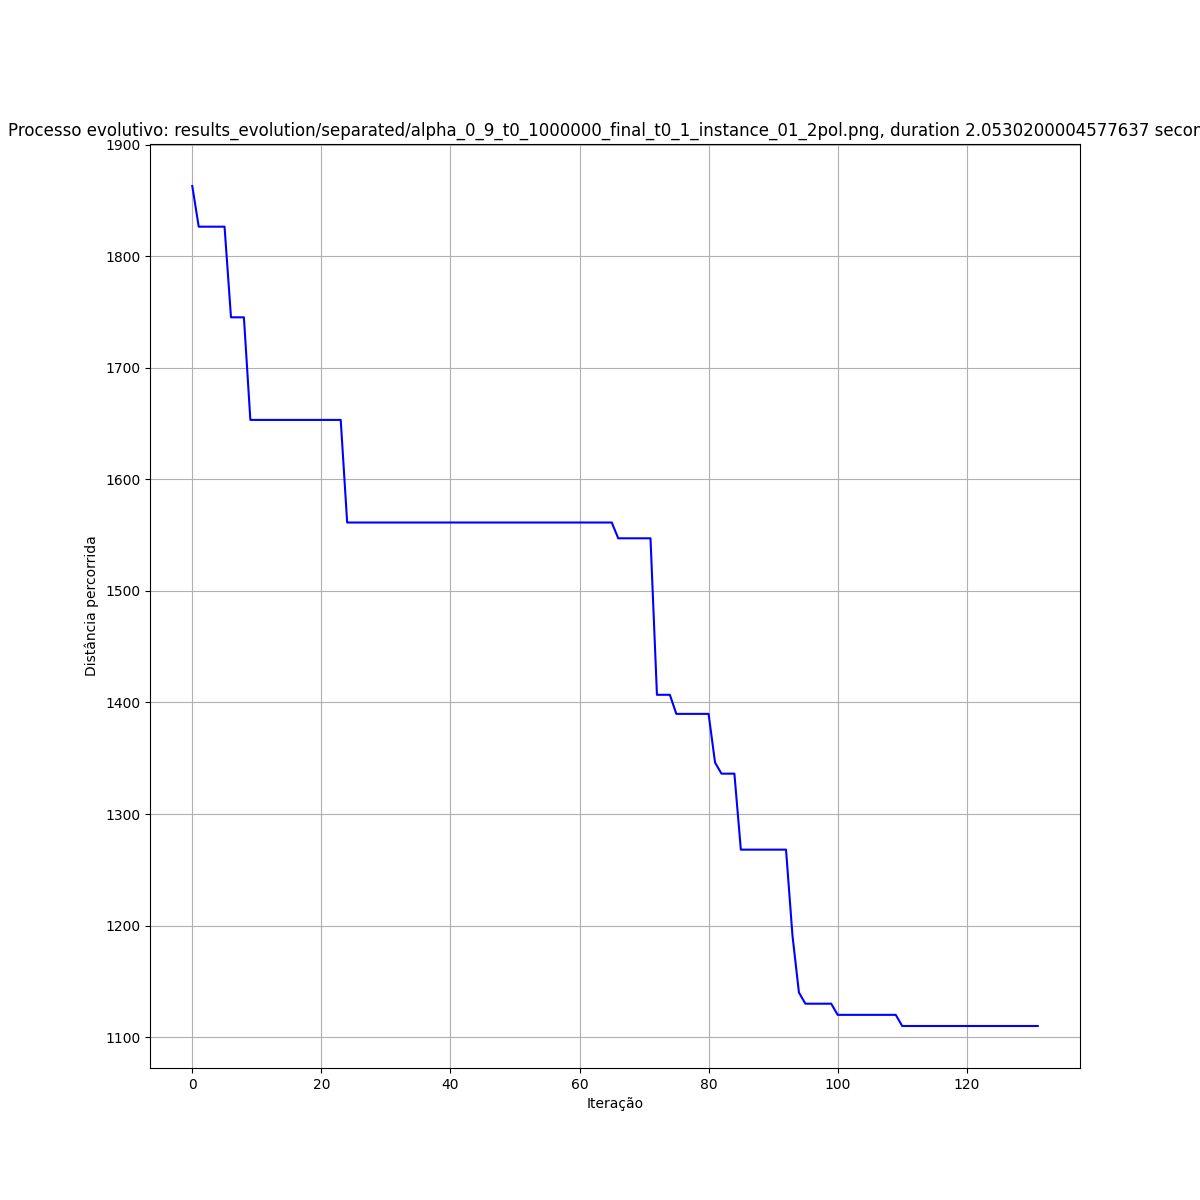 Processo evolutivo: results_evolution/separated/alpha_0_9_t0_1000000_final_t0_1_instance_01_2pol.png, duration 2.0530200004577637 secon
1900
1800
1700
1600
1500
1400
1300
1200
1100
Distância percorrida
0 20 40 60 80 100 120
Iteração